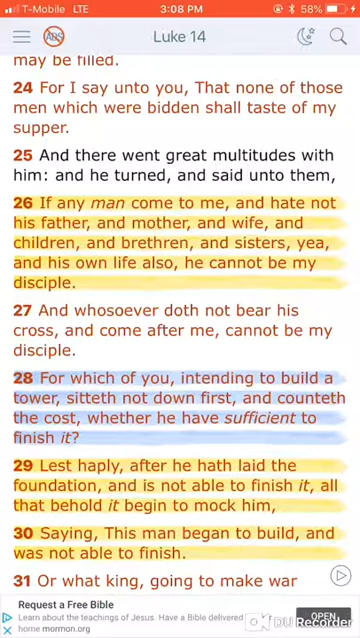 T-Mobile LTE 3:08 PM 58%
ADS Luke 14
may be filled.
24 For I say unto you, That none of those
men which were bidden shall taste of my
supper.
25 And there went great multitudes with
him: and he turned, and said unto them,
26 If any man come to me, and hate not
his father, and mother, and wife, and
children, and brethren, and sisters, yea,
and his own life also, he cannot be my
disciple.
27 And whosoever doth not bear his
cross, and come after me, cannot be my
disciple.
28 For which of you, intending to build a
tower, sitteth not down first, and counteth
the cost, whether he have sufficient to
finish it?
29 Lest haply, after he hath laid the
foundation, and is not able to finish it, all
that behold it begin to mock him,
30 Saying, This man began to build, and
was not able to finish.
31 Or what king, going to make war
Request a Free Bible
Learn about the teachings of Jesus. Have a Bible delivered
home mormon.org
OPEN
DU Recorder